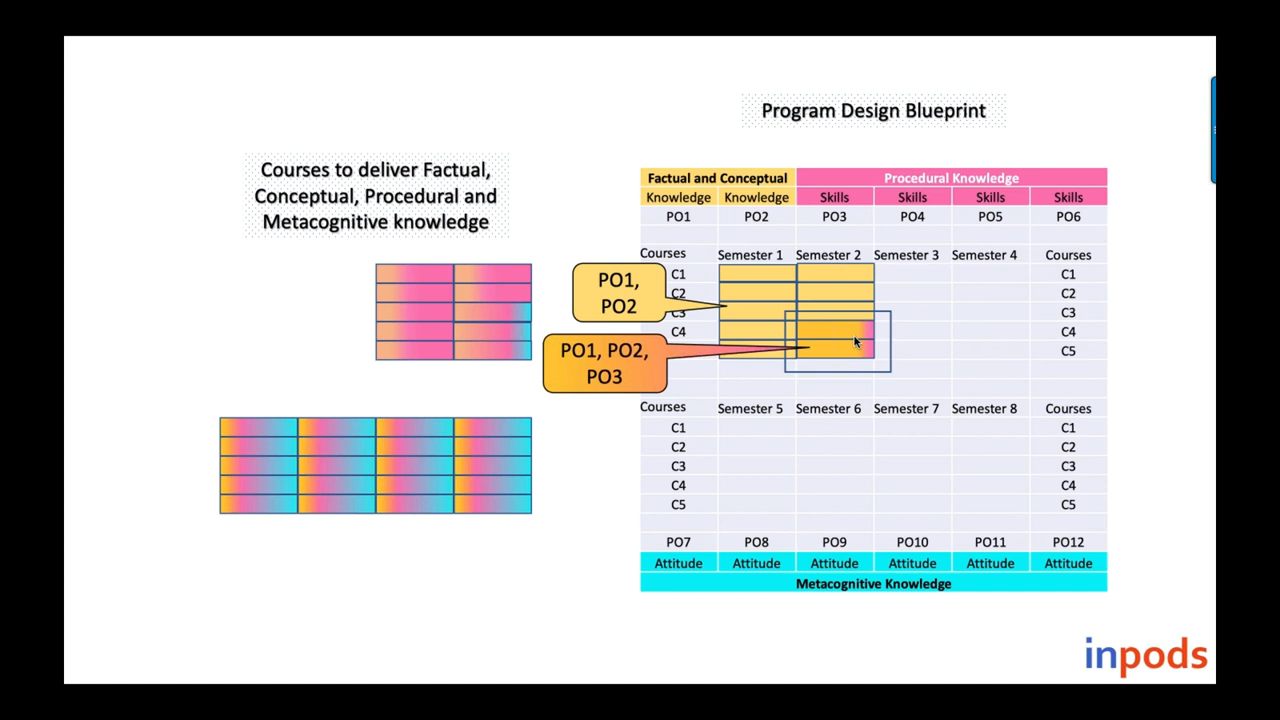 Program Design Blueprint
Courses to deliver Factual,
Conceptual, Procedural and
Metacognitive knowledge
Factual and Conceptual Procedural Knowledge
Knowledge Knowledge Skills Skills Skills Skills
PO1 PO2 PO3 PO4 PO5 PO6
Courses Semester 1 Semester 2 Semester 3 Semester 4 Courses
C1 C1
C2 C2
C3 C3
C4 C4
C5
PO1,
PO2
PO1, PO2,
PO3
Courses Semester 5 Semester 6 Semester 7 Semester 8 Courses
C1 C1
C2 C2
C3 C3
C4 C4
C5 C5
PO7 PO8 PO9 PO10 PO11 PO12
Attitude Attitude Attitude Attitude Attitude Attitude
Metacognitive Knowledge
inpods